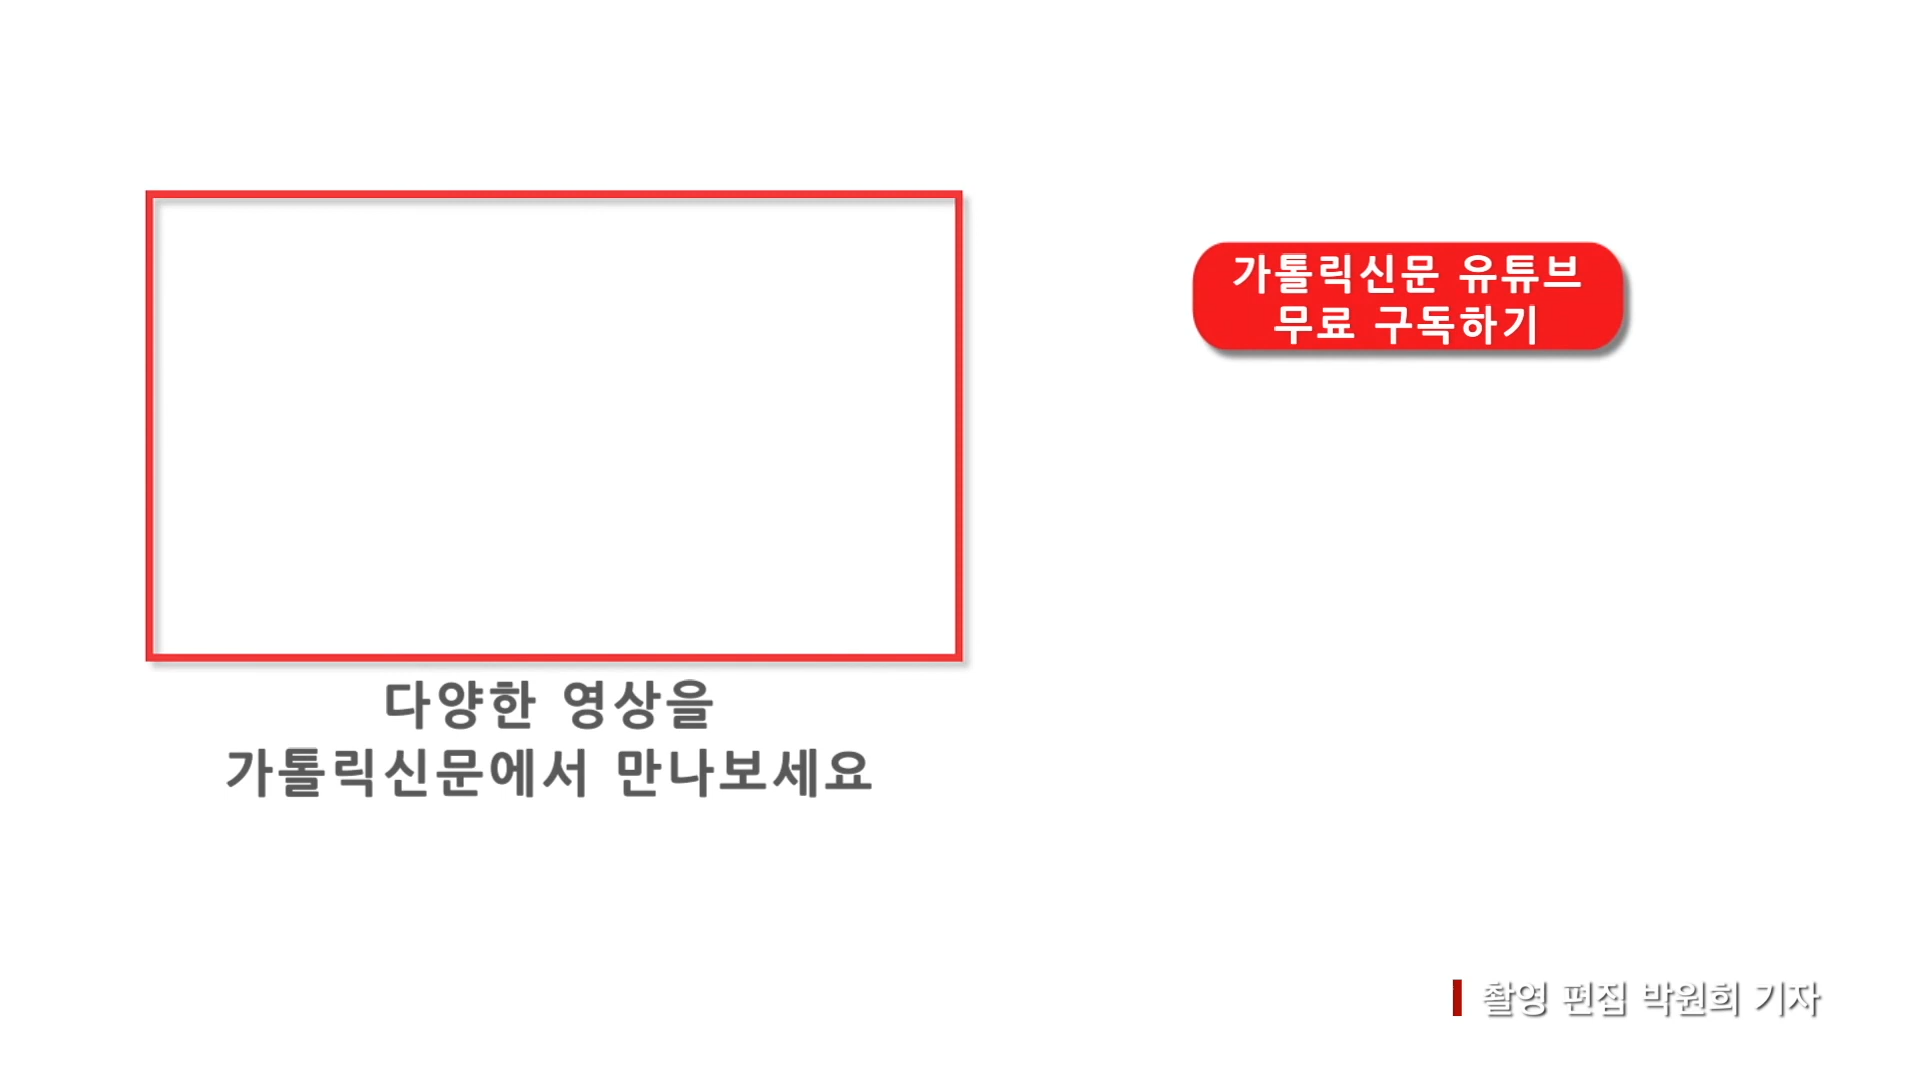 가톨릭신문 유튜브
무료 구독하기
다양한 영상을
가톨릭신문에서 만나보세요
촬영 편집 박원희 기자